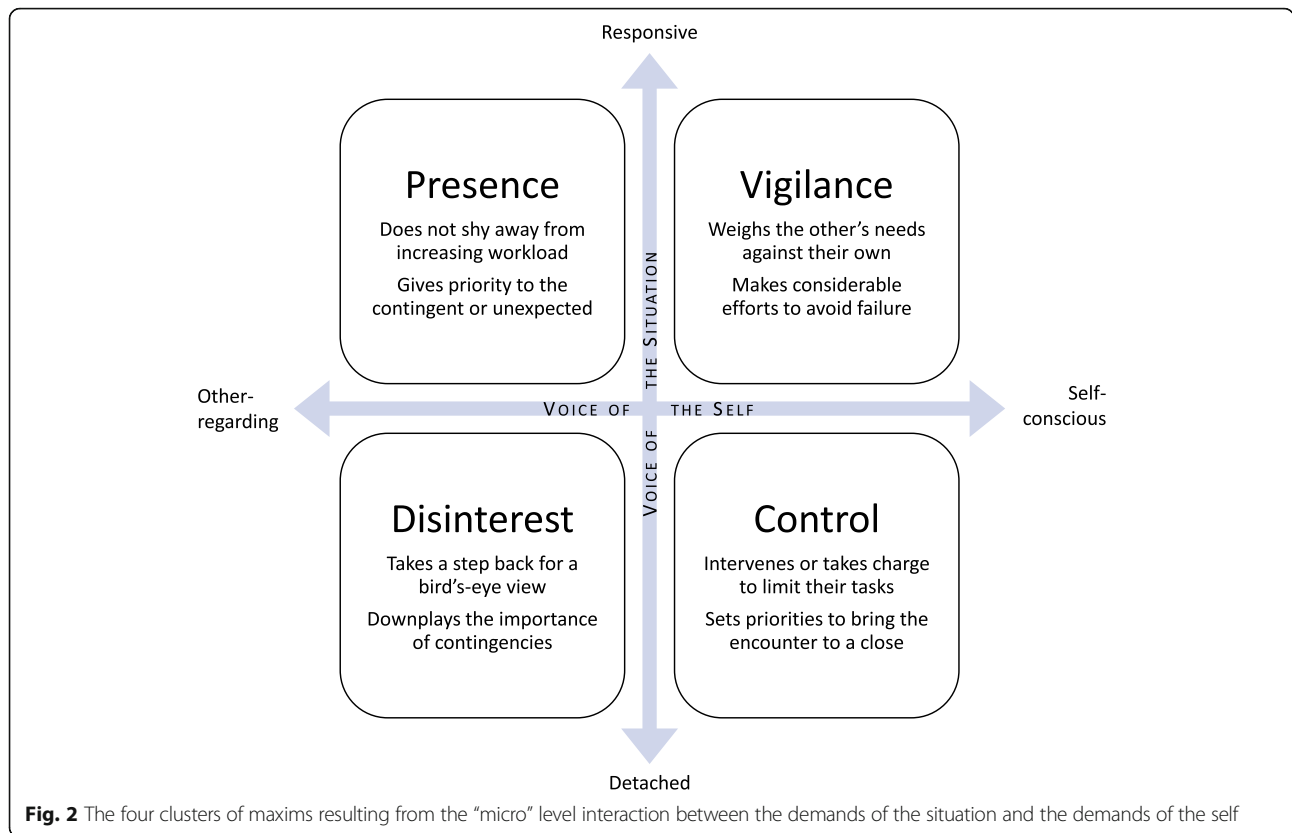 Responsive
Presence
Does not shy away from
increasing workload
Gives priority to the
contingent or unexpected
Vigilance
Weighs the other’s needs
against their own
Makes considerable
efforts to avoid failure
VOICE OF THE SITUATION
Other-
regarding
VOICE OF THE SELF
Self-
conscious
Disinterest
Takes a step back for a
bird’s-eye view
Downplays the importance
of contingencies
Control
Intervenes or takes charge
to limit their tasks
Sets priorities to bring the
encounter to a close
Detached
Fig. 2 The four clusters of maxims resulting from the “micro” level interaction between the demands of the situation and the demands of the self